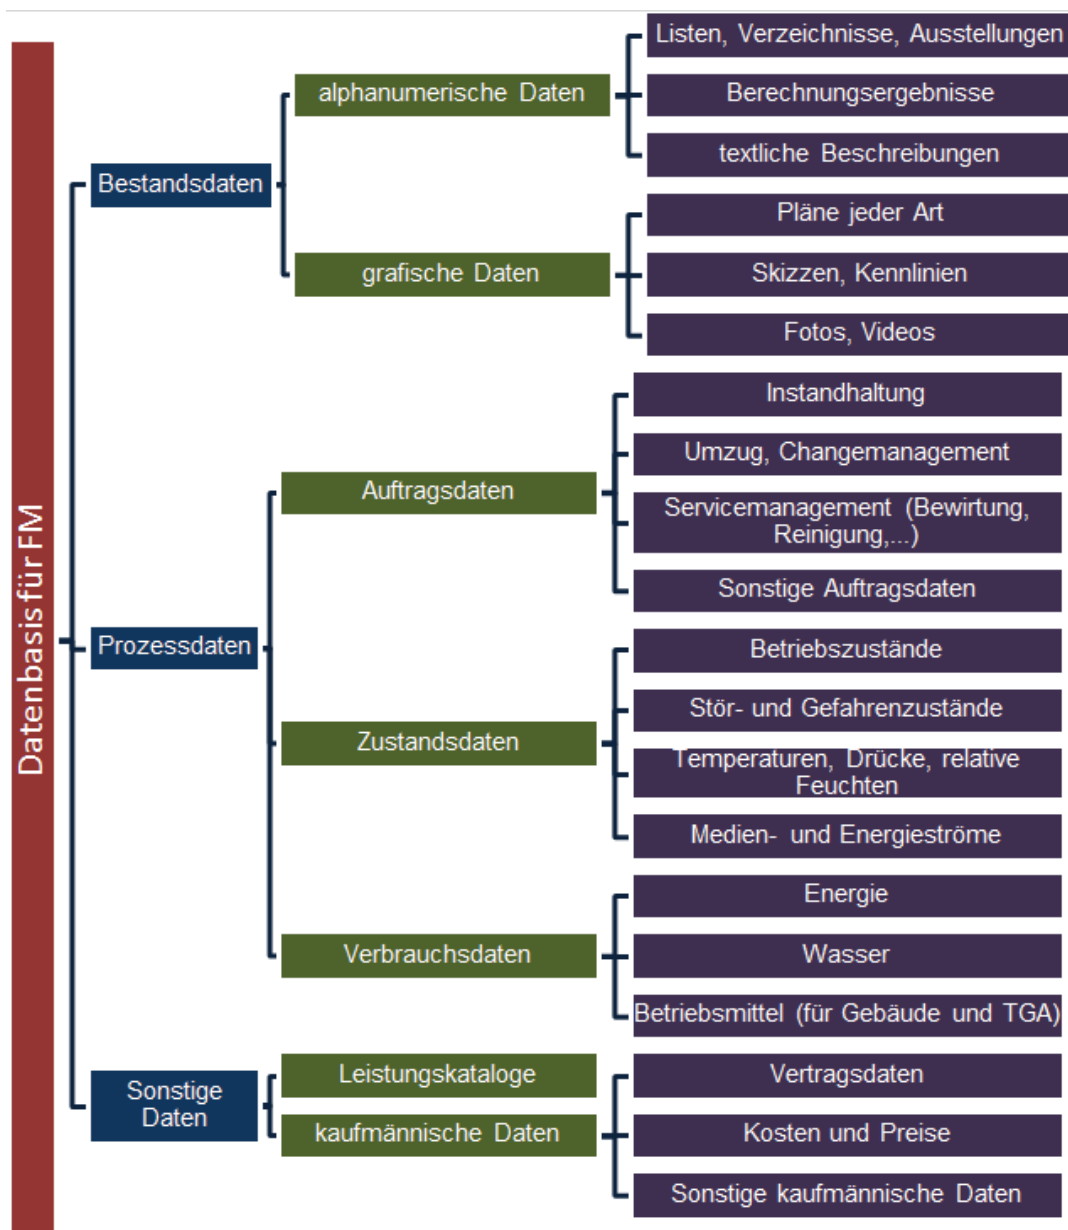 Datenbasis für FM
Bestandsdaten
alphanumerische Daten
Listen, Verzeichnisse, Ausstellungen
Berechnungsergebnisse
textliche Beschreibungen
grafische Daten
Pläne jeder Art
Skizzen, Kennlinien
Fotos, Videos
Prozessdaten
Auftragsdaten
Instandhaltung
Umzug, Changemanagement
Servicemanagement (Bewirtung,
Reinigung,...)
Sonstige Auftragsdaten
Zustandsdaten
Betriebszustände
Stör- und Gefahrenzustände
Temperaturen, Drücke, relative
Feuchten
Medien- und Energieströme
Verbrauchsdaten
Energie
Wasser
Betriebsmittel (für Gebäude und TGA)
Sonstige
Daten
Leistungskataloge
kaufmännische Daten
Vertragsdaten
Kosten und Preise
Sonstige kaufmännische Daten